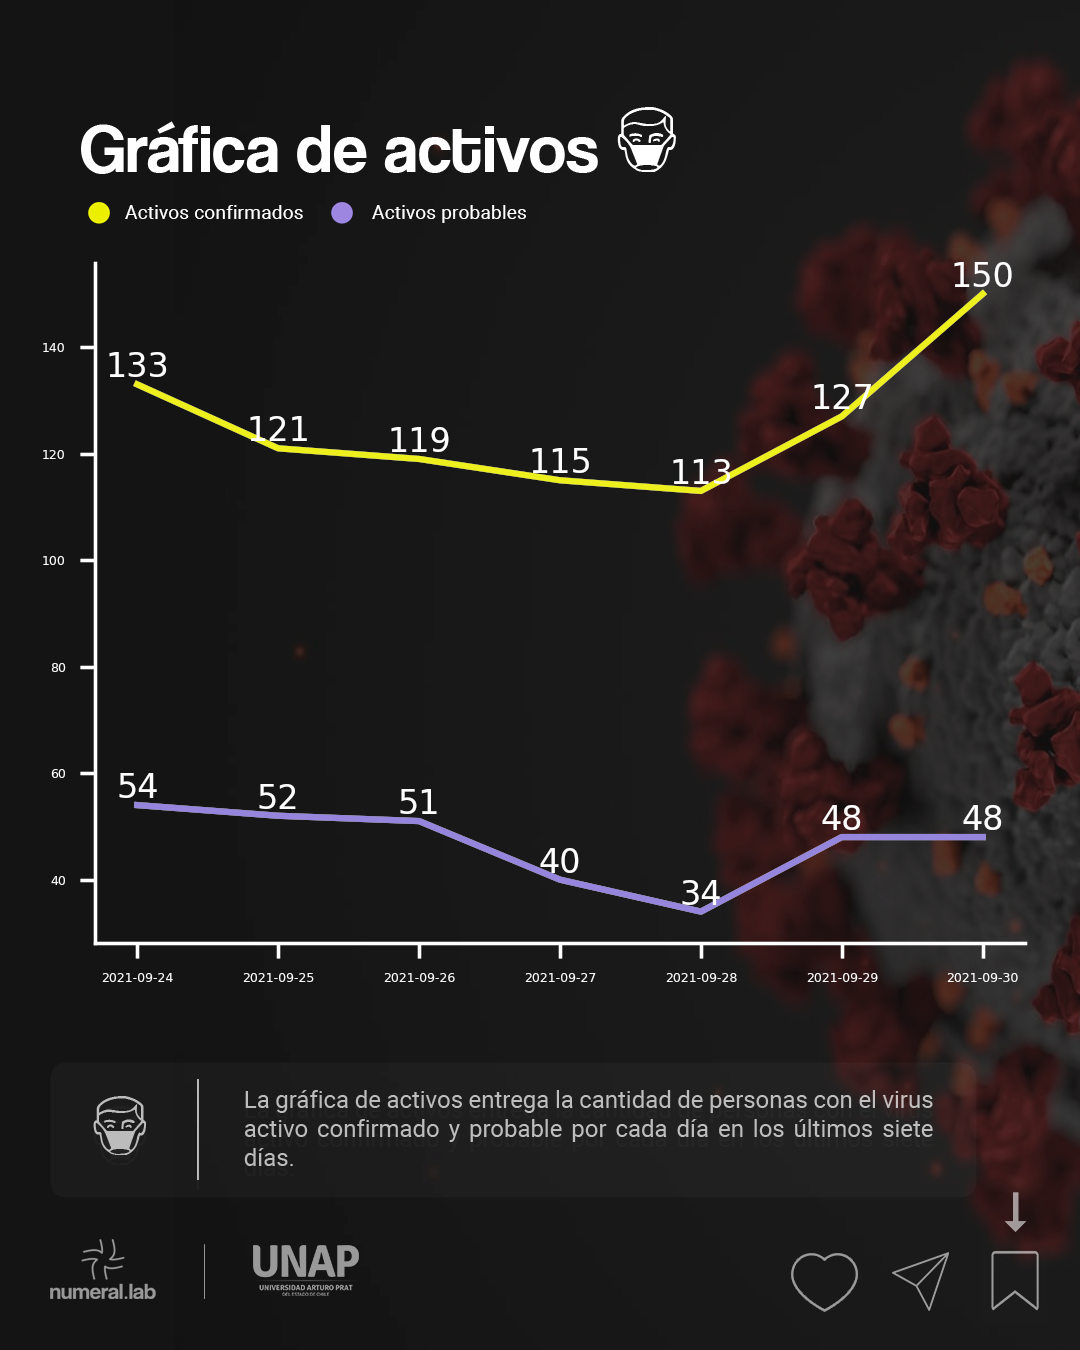 Gráfica de activos
Activos confirmados Activos probables
150
140
133
127
121
119
115
113
120
100
80
60
54
52
51
48
48
40
34
40
2021-09-24 2021-09-25 2021-09-26 2021-09-27 2021-09-28 2021-09-29 2021-09-30
La gráfica de activos entrega la cantidad de personas con el virus
activo confirmado y probable por cada día en los últimos siete
días.
numeral.lab
UNAP
UNIVERSIDAD ARTURO PRAT
DEL ESTADO DE CHILE